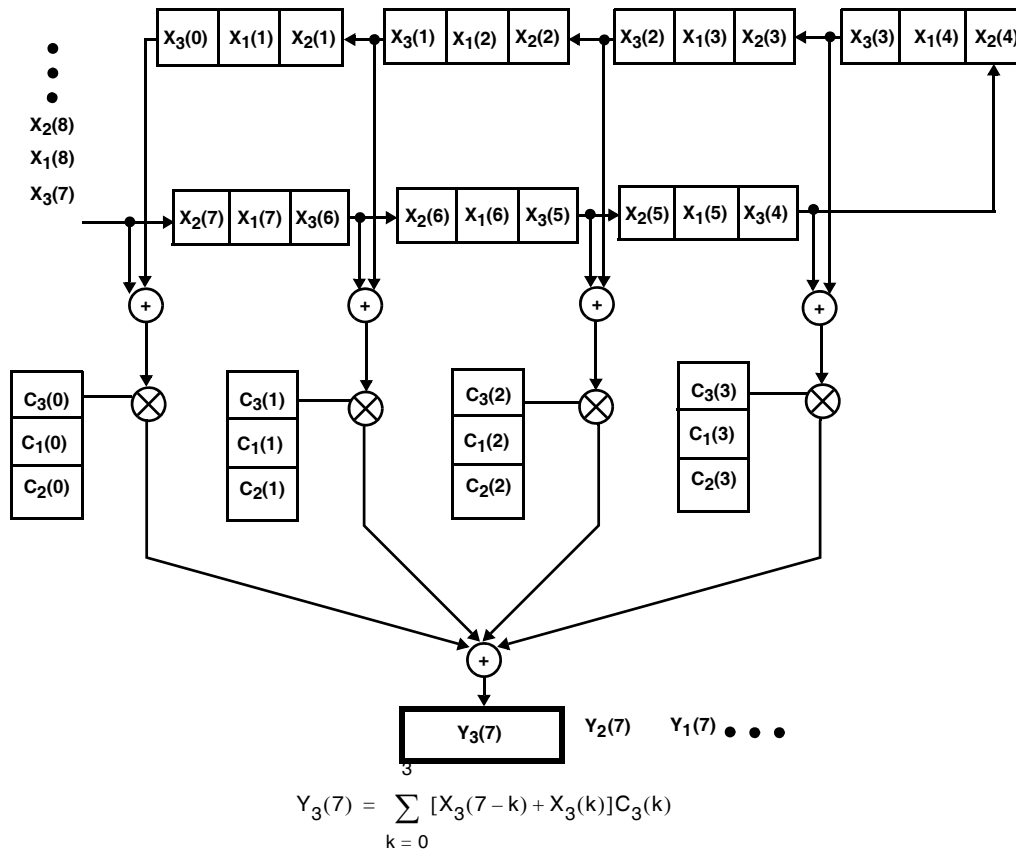 X3(0) X1(1) X2(1) X3(1) X1(2) X2(2) X3(2) X1(3) X2(3) X3(3) X1(4) X2(4)
X2(8)
X1(8)
X3(7)
X2(7) X1(7) X3(6) X2(6) X1(6) X3(5) X2(5) X1(5) X3(4)
+ + + +
C3(0) C3(1) C3(2) C3(3)
C1(0) C1(1) C1(2) C1(3)
C2(0) C2(1) C2(2) C2(3)
+
Y3(7) Y2(7) Y1(7)
3
Y3(7) = ∑ [X3(7 – k) + X3(k)]C3(k)
k = 0